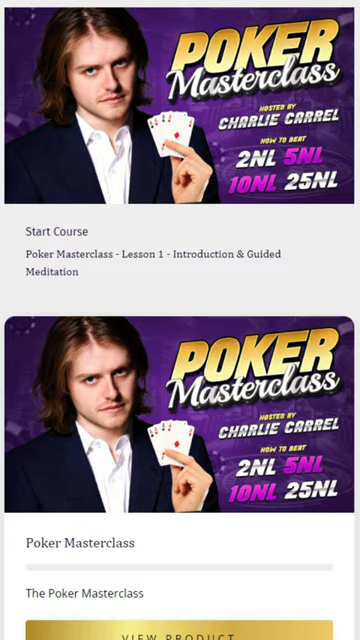 POKER
Masterclass
HOSTED BY
CHARLIE CARREL
HOW TO BEAT
2NL 5NL
10NL 25NL
Start Course
Poker Masterclass - Lesson 1 - Introduction & Guided
Meditation
POKER
Masterclass
HOSTED BY
CHARLIE CARREL
HOW TO BEAT
2NL 5NL
10NL 25NL
Poker Masterclass
The Poker Masterclass
VIEW PRODUCT